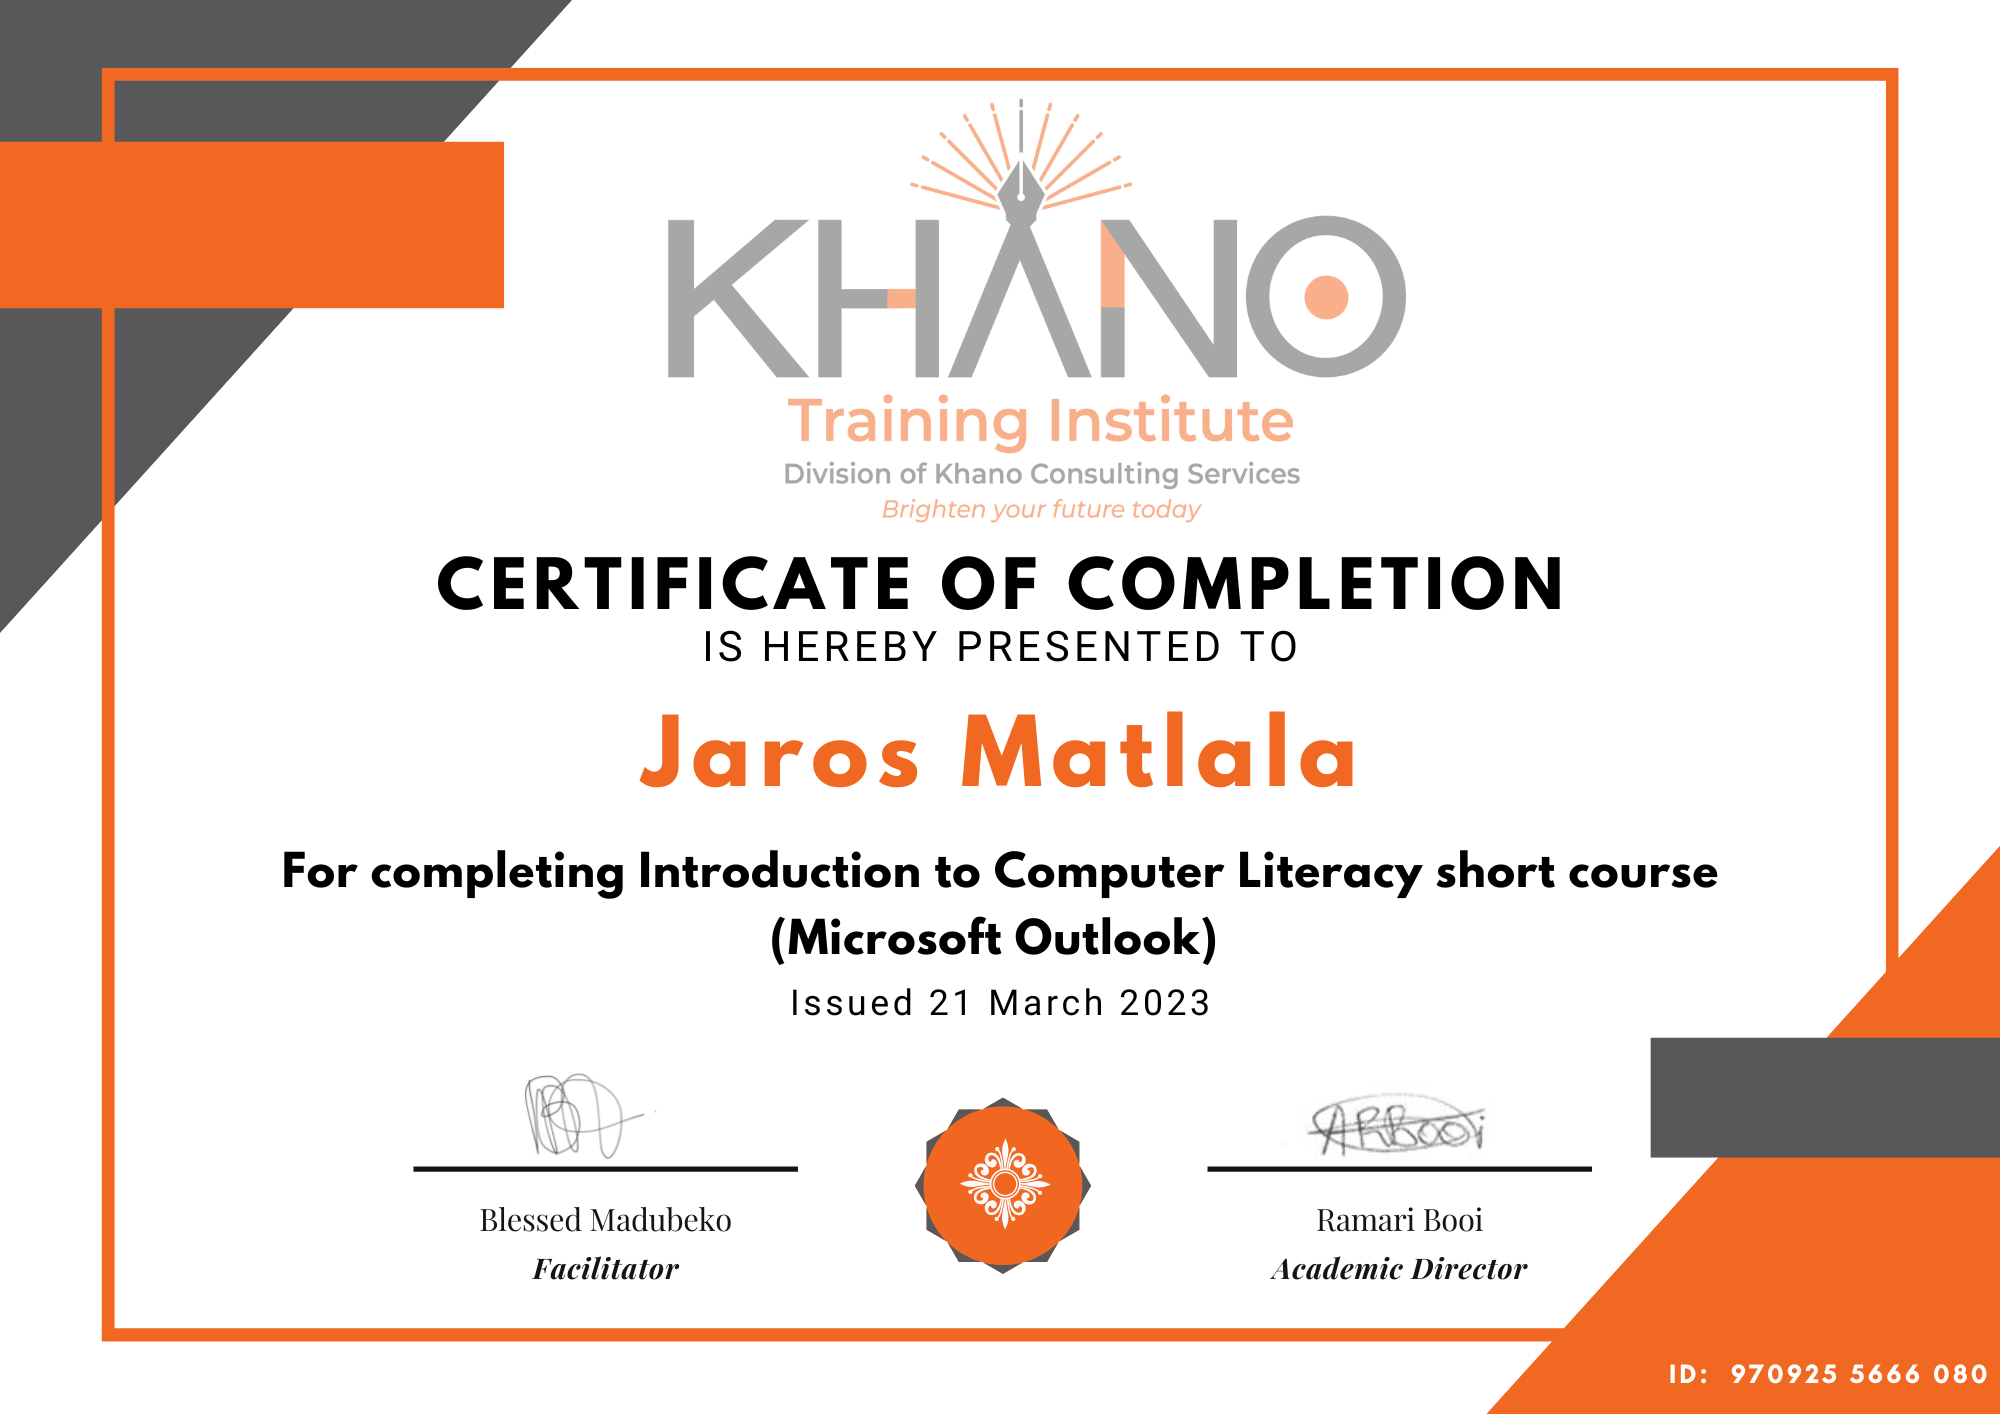 KHANO
Training Institute
Division of Khano Consulting Services
Brighten your future today
CERTIFICATE OF COMPLETION
IS HEREBY PRESENTED TO
Jaros Matlala
For completing Introduction to Computer Literacy short course
(Microsoft Outlook)
Issued 21 March 2023
ARBooi
Blessed Madubeko
Facilitator
Ramari Booi
Academic Director
ID: 970925 5666 080